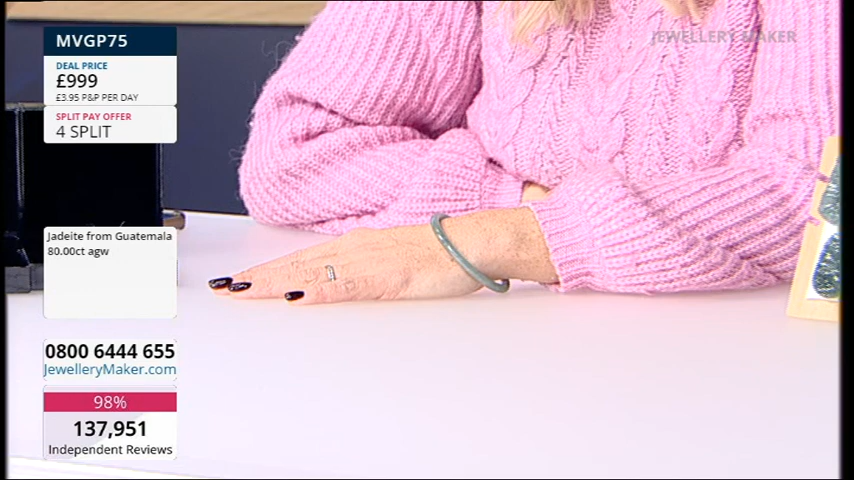 MVGP75
DEAL PRICE
£999
£3.95 P&P PER DAY
SPLIT PAY OFFER
4 SPLIT
JEWELLERY MAKER
Jadeite from Guatemala
80.00ct agw
0800 6444 655
JewelleryMaker.com
98%
137,951
Independent Reviews